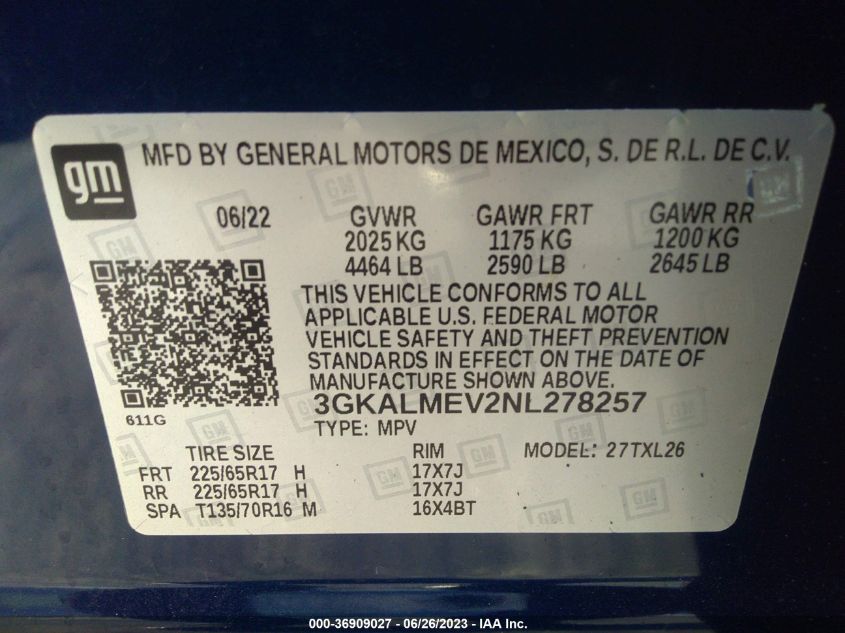 gm
MFD BY GENERAL MOTORS DE MEXICO, S. DE R.L. DE C.V.
06/22 GVWR GAWR FRT GAWR RR
2025 KG 1175 KG 1200 KG
4464 LB 2590 LB 2645 LB
THIS VEHICLE CONFORMS TO ALL
APPLICABLE U.S. FEDERAL MOTOR
VEHICLE SAFETY AND THEFT PREVENTION
STANDARDS IN EFFECT ON THE DATE OF
MANUFACTURE SHOWN ABOVE.
611G
3GKALMEV2NL278257
TYPE: MPV
TIRE SIZE RIM MODEL: 27TXL26
FRT 225/65R17 H 17X7J
RR 225/65R17 H 17X7J
SPA T135/70R16 M 16X4BT
000-36909027 - 06/26/2023 - IAA Inc.